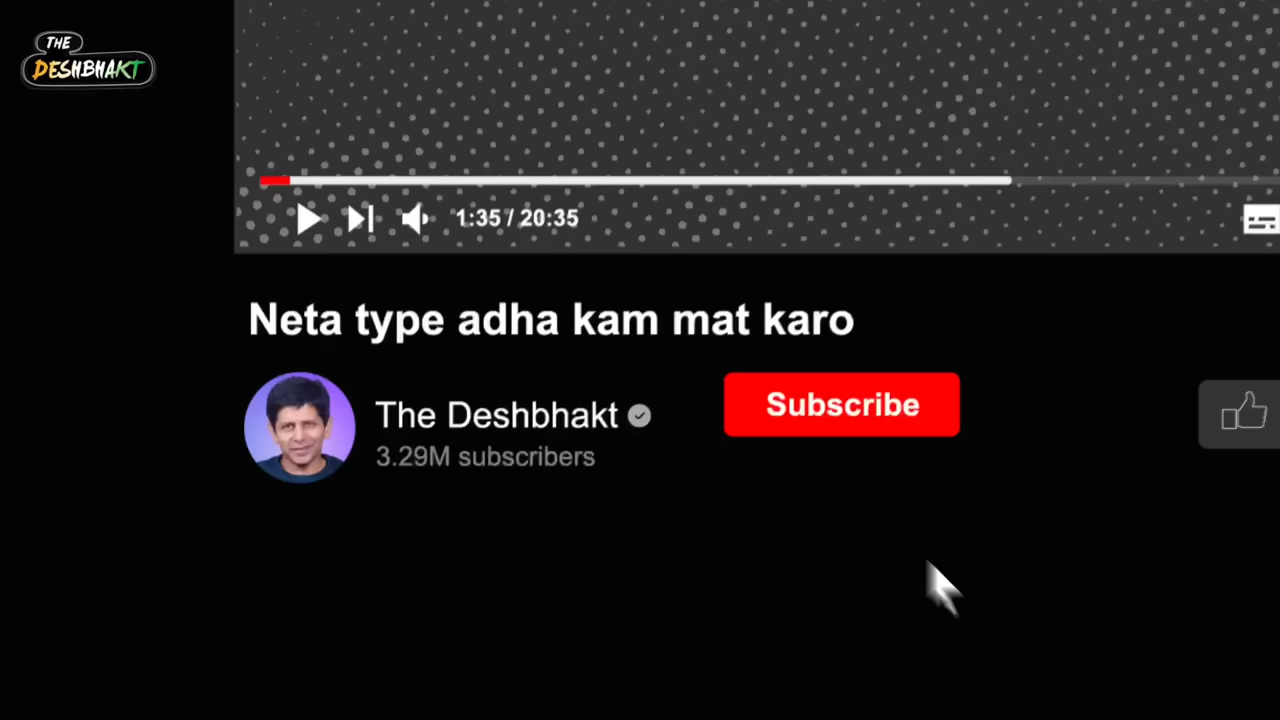 THE
DESHBHAKT
1:35 / 20:35
Neta type adha kam mat karo
The Deshbhakt
3.29M subscribers
Subscribe